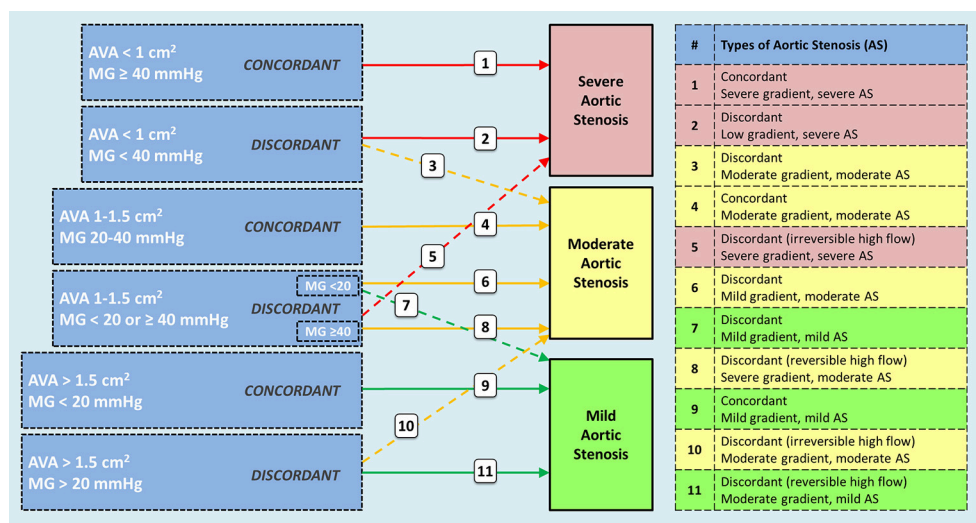 AVA < 1 cm²
MG ≥ 40 mmHg
CONCORDANT
AVA < 1 cm²
MG < 40 mmHg
DISCORDANT
AVA 1-1.5 cm²
MG 20-40 mmHg
CONCORDANT
AVA 1-1.5 cm²
MG < 20 or ≥ 40 mmHg
MG <20
DISCORDANT
MG ≥40
AVA > 1.5 cm²
MG < 20 mmHg
CONCORDANT
AVA > 1.5 cm²
MG > 20 mmHg
DISCORDANT
1
2
3
4
5
6
7
8
9
10
11
Severe
Aortic
Stenosis
Moderate
Aortic
Stenosis
Mild
Aortic
Stenosis
# Types of Aortic Stenosis (AS)
1 Concordant
Severe gradient, severe AS
2 Discordant
Low gradient, severe AS
3 Discordant
Moderate gradient, moderate AS
4 Concordant
Moderate gradient, moderate AS
5 Discordant (irreversible high flow)
Severe gradient, severe AS
6 Discordant
Mild gradient, moderate AS
7 Discordant
Mild gradient, mild AS
8 Discordant (reversible high flow)
Severe gradient, moderate AS
9 Concordant
Mild gradient, mild AS
10 Discordant (irreversible high flow)
Moderate gradient, moderate AS
11 Discordant (reversible high flow)
Moderate gradient, mild AS